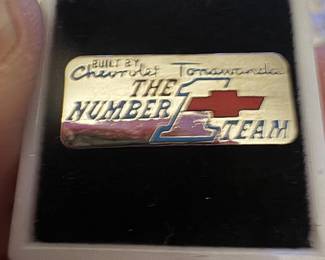 BUILT BY
Chevrolet Tonawanda
THE
NUMBER 1
TEAM